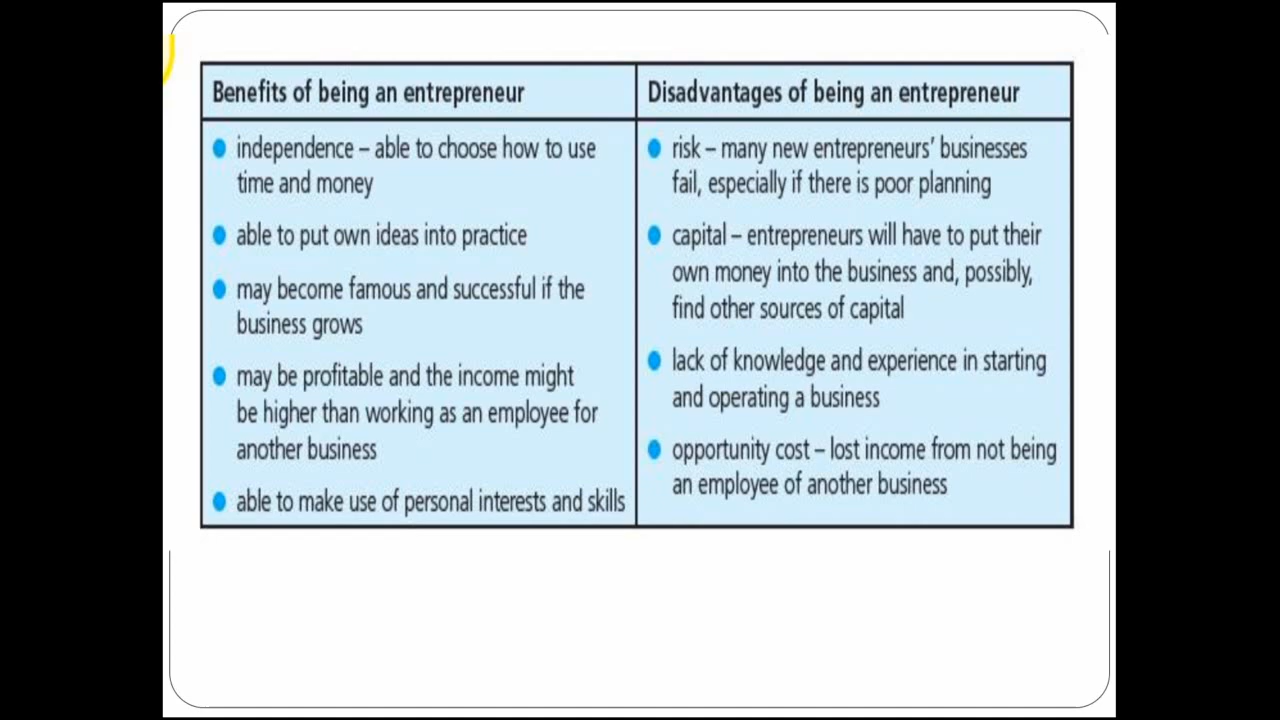 Benefits of being an entrepreneur
independence – able to choose how to use
time and money
able to put own ideas into practice
may become famous and successful if the
business grows
may be profitable and the income might
be higher than working as an employee for
another business
able to make use of personal interests and skills
Disadvantages of being an entrepreneur
risk – many new entrepreneurs’ businesses
fail, especially if there is poor planning
capital – entrepreneurs will have to put their
own money into the business and, possibly,
find other sources of capital
lack of knowledge and experience in starting
and operating a business
opportunity cost – lost income from not being
an employee of another business